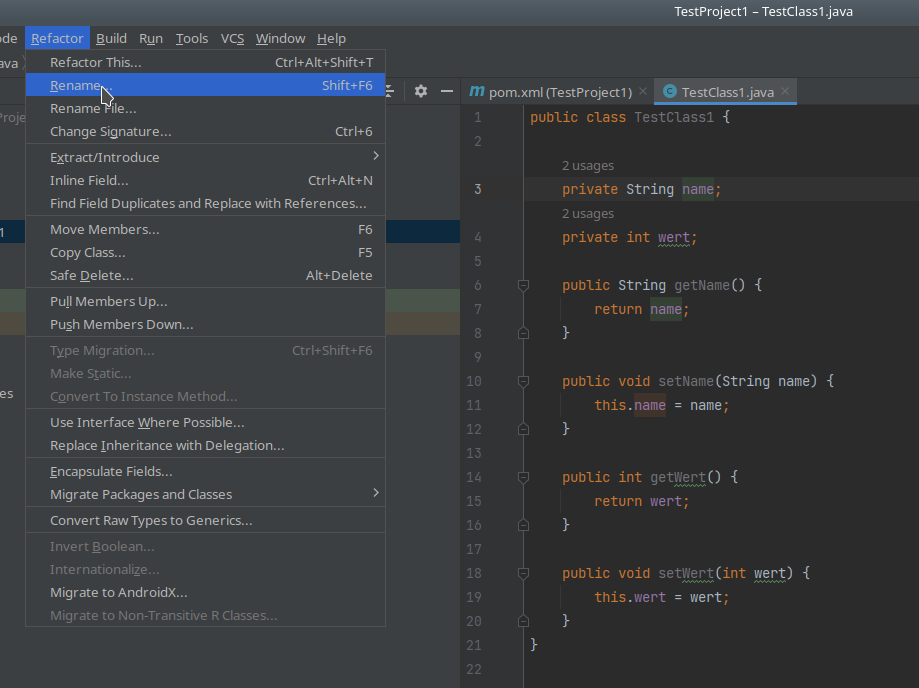 TestProject1 – TestClass1.java
ode Refactor Build Run Tools VCS Window Help
ava
Refactor This... Ctrl+Alt+Shift+T
Rename... Shift+F6
Rename File...
Change Signature... Ctrl+6
Extract/Introduce
Inline Field... Ctrl+Alt+N
Find Field Duplicates and Replace with References...
Move Members... F6
Copy Class... F5
Safe Delete... Alt+Delete
Pull Members Up...
Push Members Down...
Type Migration... Ctrl+Shift+F6
Make Static...
Convert To Instance Method...
Use Interface Where Possible...
Replace Inheritance with Delegation...
Encapsulate Fields...
Migrate Packages and Classes
Convert Raw Types to Generics...
Invert Boolean...
Internationalize...
Migrate to AndroidX...
Migrate to Non-Transitive R Classes...
Proje
1
es
m pom.xml (TestProject1) C TestClass1.java
1 public class TestClass1 {
2
2 usages
3 private String name;
2 usages
4 private int wert;
5
6 public String getName() {
7 return name;
8 }
9
10 public void setName(String name) {
11 this.name = name;
12 }
13
14 public int getWert() {
15 return wert;
16 }
17
18 public void setWert(int wert) {
19 this.wert = wert;
20 }
21 }
22